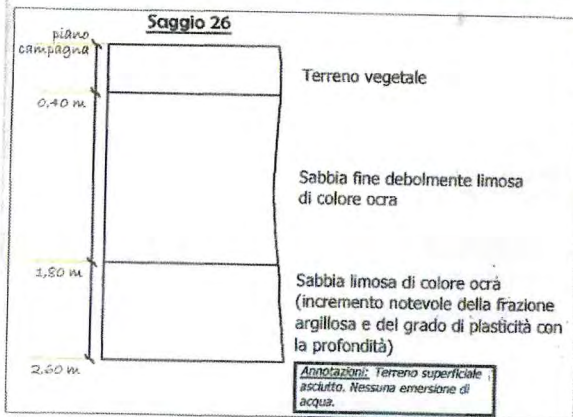 Saggio 26
piano
campagna
Terreno vegetale
0,40 m
Sabbia fine debolmente limosa
di colore ocra
1,80 m
Sabbia limosa di colore ocra
(incremento notevole della frazione
argillosa e del grado di plasticità con
la profondità)
2.60 m
Annotazioni: Terreno superficiale
asciutto. Nessuna emersione di
acqua.